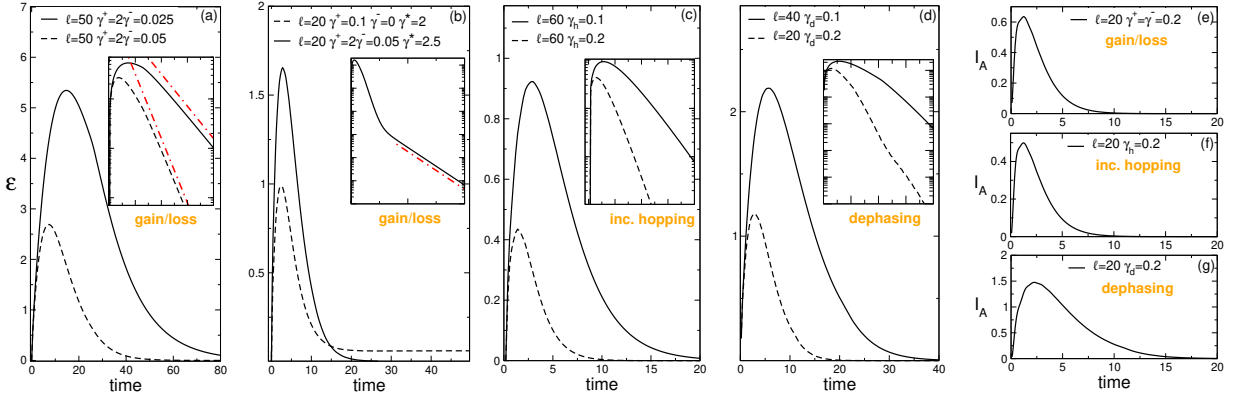 (a)
ℓ=50 γ⁺=2γ⁻=0.025
ℓ=50 γ⁺=2γ⁻=0.05
gain/loss
ε
0 1 2 3 4 5 6 7
0 20 40 60 80
time
(b)
ℓ=20 γ⁺=0.1 γ⁻=0 γ*=2
ℓ=20 γ⁺=2γ⁻=0.05 γ*=2.5
gain/loss
0.5 1 1.5 2
0 10 20 30 40
time
(c)
ℓ=60 γₕ=0.1
ℓ=60 γₕ=0.2
inc. hopping
0 0.2 0.4 0.6 0.8 1
0 5 10 15 20
time
(d)
ℓ=40 γ_d=0.1
ℓ=20 γ_d=0.2
dephasing
1 2
0 10 20 30 40
time
(e)
ℓ=20 γ⁺=γ⁻=0.2
gain/loss
I_A
0.0 0.2 0.4 0.6
0 5 10 15 20
(f)
ℓ=20 γₕ=0.2
inc. hopping
I_A
0.0 0.2 0.4
0 5 10 15 20
(g)
ℓ=20 γ_d=0.2
dephasing
I_A
0 0.5 1 1.5 2
0 5 10 15 20
time